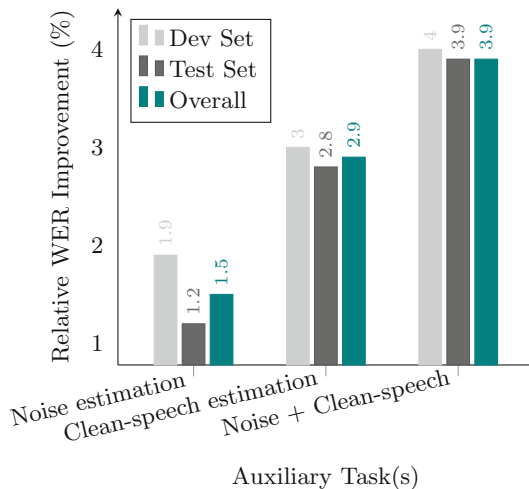 Relative WER Improvement (%)
4
3
2
1
Dev Set
Test Set
Overall
1.9
1.2
1.5
3
2.8
2.9
4
3.9
3.9
Noise estimation
Clean-speech estimation
Noise + Clean-speech
Auxiliary Task(s)